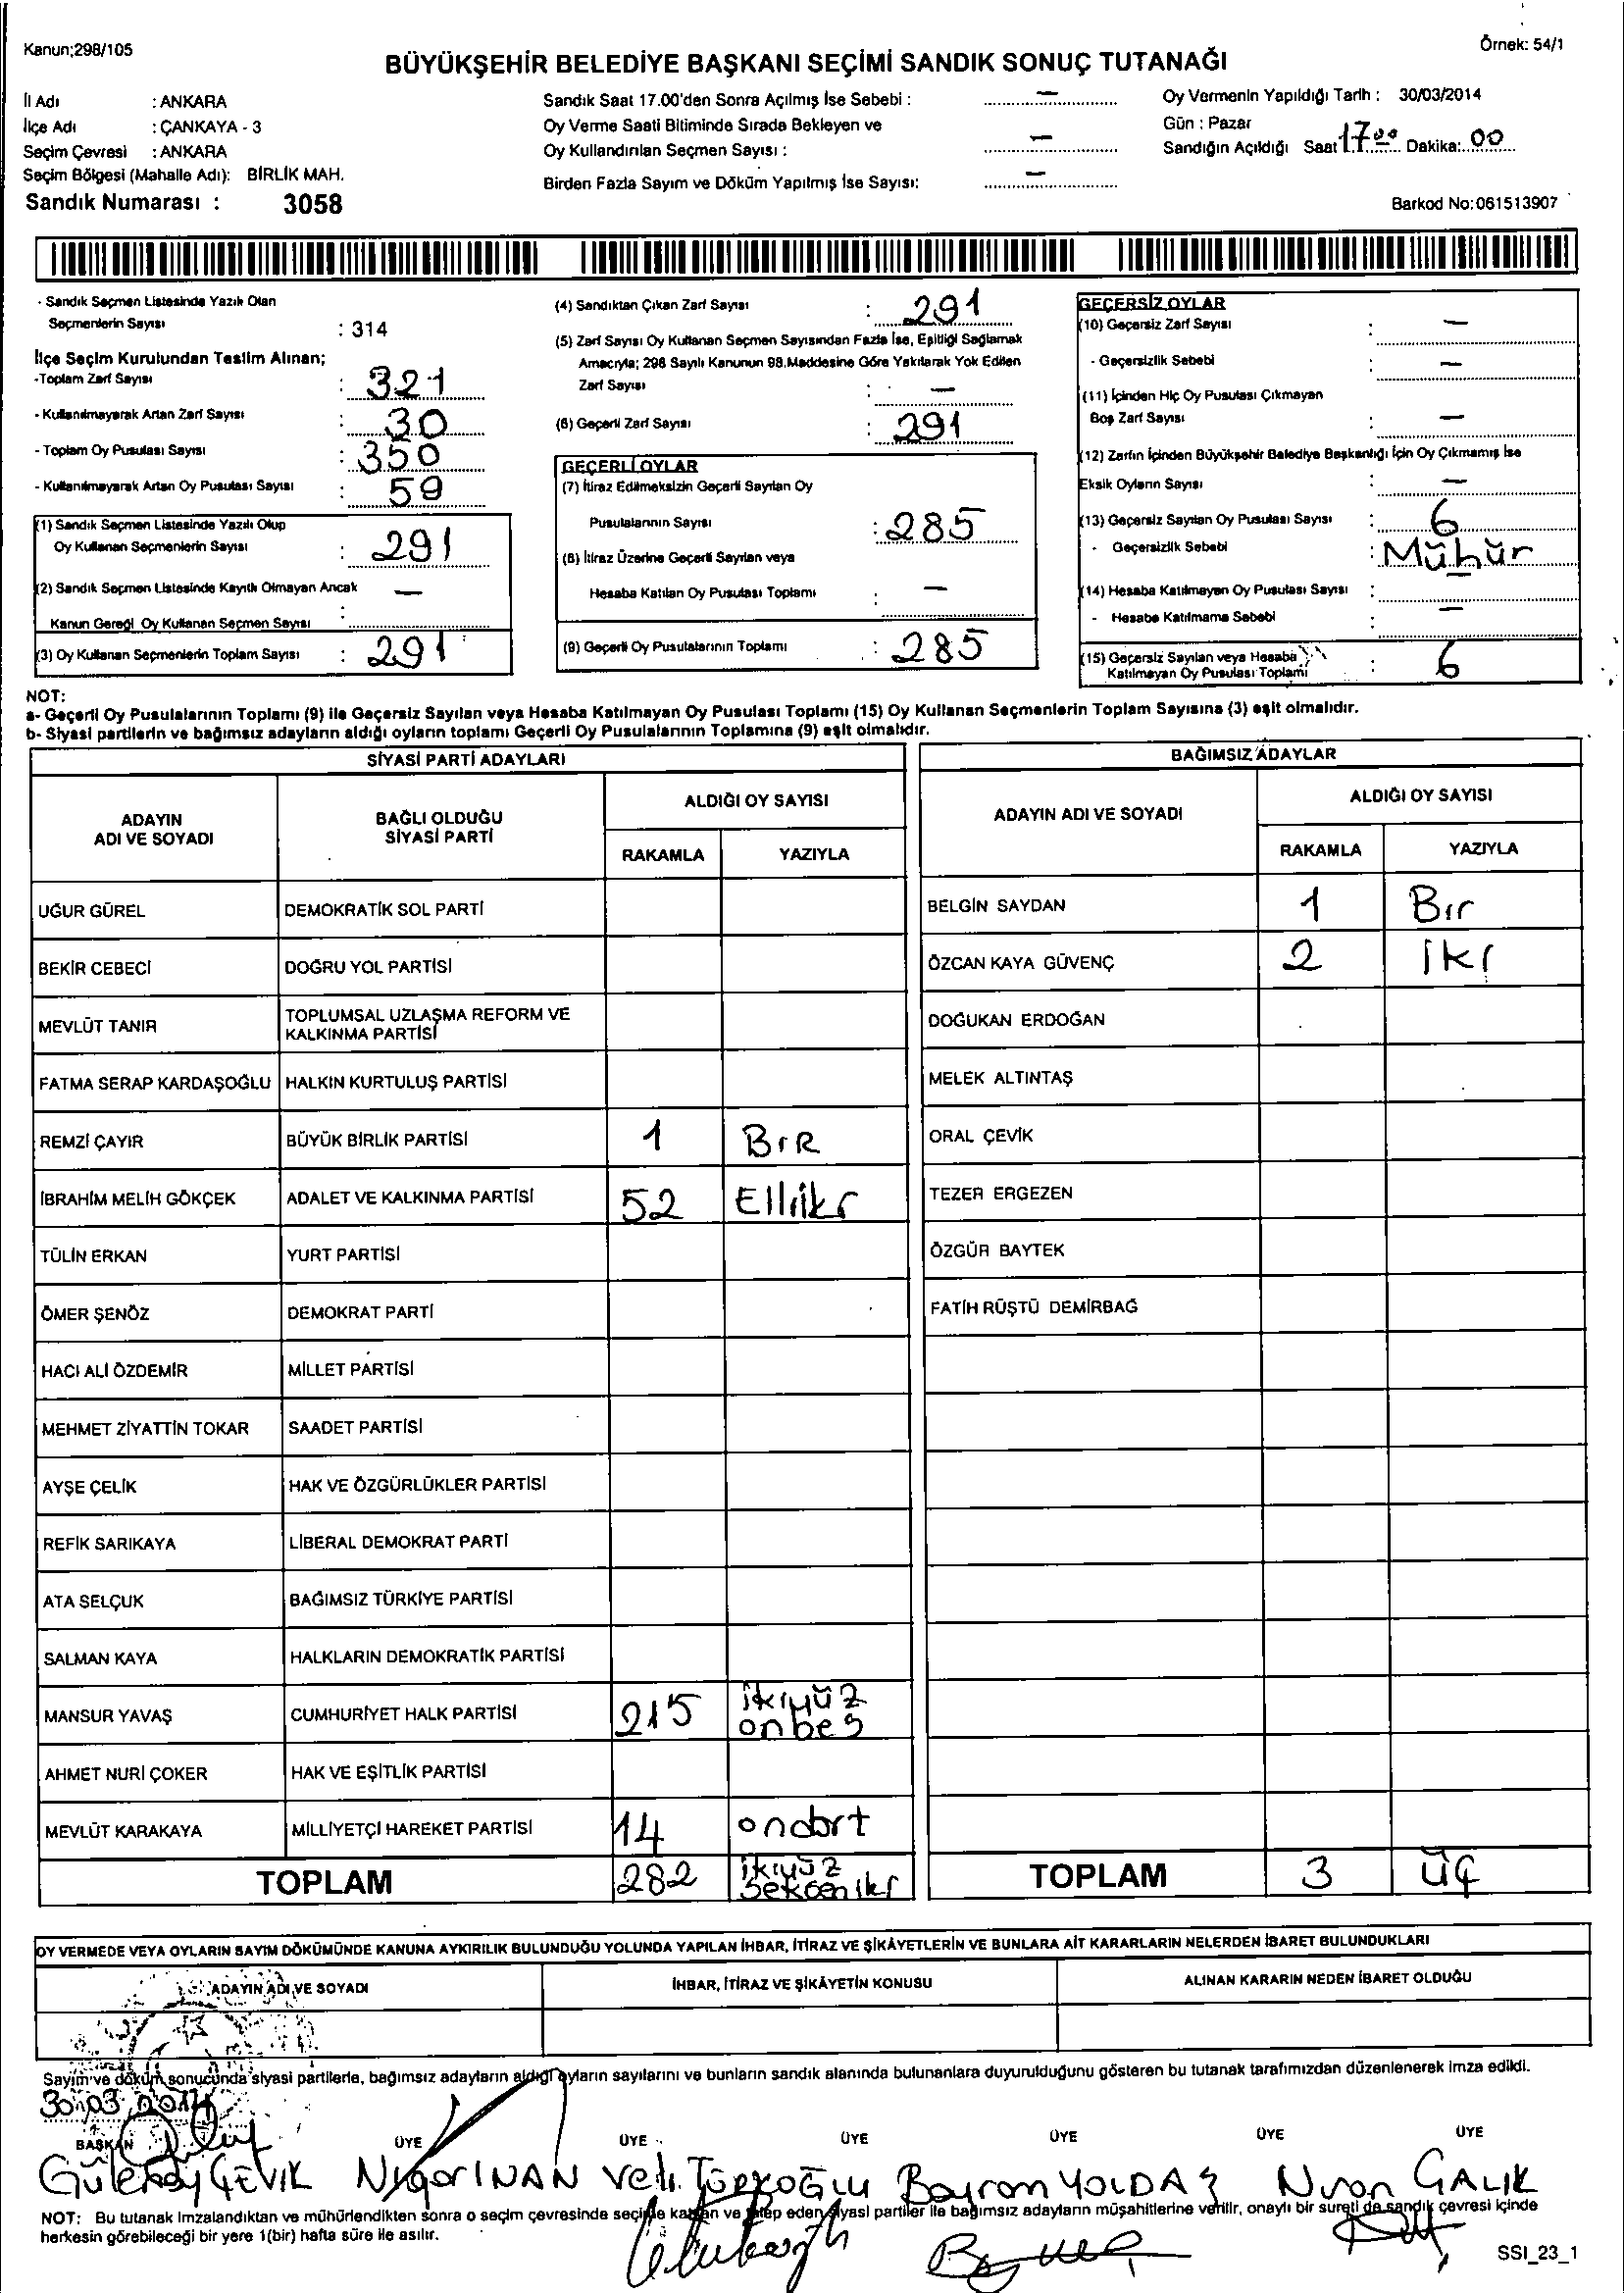 Kanun;298/105
Örnek: 54/1
BÜYÜKŞEHİR BELEDİYE BAŞKANI SEÇİMİ SANDIK SONUÇ TUTANAĞI
İl Adı : ANKARA
İlçe Adı : ÇANKAYA - 3
Seçim Çevresi : ANKARA
Seçim Bölgesi (Mahalle Adı): BİRLİK MAH.
Sandık Numarası : 3058
Sandık Saat 17.00'den Sonra Açılmış İse Sebebi : —
Oy Verme Saati Bitiminde Sırada Bekleyen ve
Oy Kullandırılan Seçmen Sayısı : —
Birden Fazla Sayım ve Döküm Yapılmış İse Sayısı: —
Oy Vermenin Yapıldığı Tarih : 30/03/2014
Gün : Pazar
Sandığın Açıldığı Saat 17.00 Dakika: 00
Barkod No:061513907
- Sandık Seçmen Listesinde Yazılı Olan
Seçmenlerin Sayısı : 314
İlçe Seçim Kurulundan Teslim Alınan;
-Toplam Zarf Sayısı : 321
- Kullanılmayarak Artan Zarf Sayısı : 30
- Toplam Oy Pusulası Sayısı : 350
- Kullanılmayarak Artan Oy Pusulası Sayısı : 59
(1) Sandık Seçmen Listesinde Yazılı Olup
Oy Kullanan Seçmenlerin Sayısı : 291
(2) Sandık Seçmen Listesinde Kayıtlı Olmayan Ancak —
Kanun Gereği Oy Kullanan Seçmen Sayısı :
(3) Oy Kullanan Seçmenlerin Toplam Sayısı : 291
(4) Sandıktan Çıkan Zarf Sayısı : 291
(5) Zarf Sayısı Oy Kullanan Seçmen Sayısından Fazla İse, Eşitliği Sağlamak
Amacıyla; 298 Sayılı Kanunun 98.Maddesine Göre Yakılarak Yok Edilen
Zarf Sayısı : —
(6) Geçerli Zarf Sayısı : 291
GEÇERLİ OYLAR
(7) İtiraz Edilmeksizin Geçerli Sayılan Oy
Pusulalarının Sayısı : 285
(8) İtiraz Üzerine Geçerli Sayılan veya
Hesaba Katılan Oy Pusulası Toplamı : —
(9) Geçerli Oy Pusulalarının Toplamı : 285
GEÇERSİZ OYLAR
(10) Geçersiz Zarf Sayısı : —
- Geçersizlik Sebebi : —
(11) İçinden Hiç Oy Pusulası Çıkmayan
Boş Zarf Sayısı : —
(12) Zarfın İçinden Büyükşehir Belediye Başkanlığı İçin Oy Çıkmamış İse
Eksik Oyların Sayısı : —
(13) Geçersiz Sayılan Oy Pusulası Sayısı : 6
- Geçersizlik Sebebi : Mühür
(14) Hesaba Katılmayan Oy Pusulası Sayısı : —
- Hesaba Katılmama Sebebi : —
(15) Geçersiz Sayılan veya Hesaba
Katılmayan Oy Pusulası Toplamı : 6
NOT:
a- Geçerli Oy Pusulalarının Toplamı (9) ile Geçersiz Sayılan veya Hesaba Katılmayan Oy Pusulası Toplamı (15) Oy Kullanan Seçmenlerin Toplam Sayısına (3) eşit olmalıdır.
b- Siyasi partilerin ve bağımsız adayların aldığı oyların toplamı Geçerli Oy Pusulalarının Toplamına (9) eşit olmalıdır.
SİYASİ PARTİ ADAYLARI
ADAYIN
ADI VE SOYADI
BAĞLI OLDUĞU
SİYASİ PARTİ
ALDIĞI OY SAYISI
RAKAMLA YAZIYLA
UĞUR GÜREL DEMOKRATİK SOL PARTİ
BEKİR CEBECİ DOĞRU YOL PARTİSİ
MEVLÜT TANIR TOPLUMSAL UZLAŞMA REFORM VE
KALKINMA PARTİSİ
FATMA SERAP KARDAŞOĞLU HALKIN KURTULUŞ PARTİSİ
REMZİ ÇAYIR BÜYÜK BİRLİK PARTİSİ 1 BİR
İBRAHİM MELİH GÖKÇEK ADALET VE KALKINMA PARTİSİ 52 Elliiki
TÜLİN ERKAN YURT PARTİSİ
ÖMER ŞENÖZ DEMOKRAT PARTİ
HACI ALİ ÖZDEMİR MİLLET PARTİSİ
MEHMET ZİYATTİN TOKAR SAADET PARTİSİ
AYŞE ÇELİK HAK VE ÖZGÜRLÜKLER PARTİSİ
REFİK SARIKAYA LİBERAL DEMOKRAT PARTİ
ATA SELÇUK BAĞIMSIZ TÜRKİYE PARTİSİ
SALMAN KAYA HALKLARIN DEMOKRATİK PARTİSİ
MANSUR YAVAŞ CUMHURİYET HALK PARTİSİ 215 ikiyüz
onbeş
AHMET NURİ ÇOKER HAK VE EŞİTLİK PARTİSİ
MEVLÜT KARAKAYA MİLLİYETÇİ HAREKET PARTİSİ 14 ondört
TOPLAM 282 ikiyüz
Sekseniki
BAĞIMSIZ ADAYLAR
ADAYIN ADI VE SOYADI
ALDIĞI OY SAYISI
RAKAMLA YAZIYLA
BELGİN SAYDAN 1 Bir
ÖZCAN KAYA GÜVENÇ 2 iki
DOĞUKAN ERDOĞAN
MELEK ALTINTAŞ
ORAL ÇEVİK
TEZER ERGEZEN
ÖZGÜR BAYTEK
FATİH RÜŞTÜ DEMİRBAĞ
TOPLAM 3 üç
OY VERMEDE VEYA OYLARIN SAYIM DÖKÜMÜNDE KANUNA AYKIRILIK BULUNDUĞU YOLUNDA YAPILAN İHBAR, İTİRAZ VE ŞİKÂYETLERİN VE BUNLARA AİT KARARLARIN NELERDEN İBARET BULUNDUKLARI
ADAYIN ADI VE SOYADI
İHBAR, İTİRAZ VE ŞİKÂYETİN KONUSU
ALINAN KARARIN NEDEN İBARET OLDUĞU
Sayım ve döküm sonucunda siyasi partilerle, bağımsız adayların aldığı oyların sayılarını ve bunların sandık alanında bulunanlara duyurulduğunu gösteren bu tutanak tarafımızdan düzenlenerek imza edildi.
30.03.2014
BAŞKAN ÜYE ÜYE ÜYE ÜYE ÜYE ÜYE
Gülersoy ÇEVİK Nigar İNAN Veli TÜRKOĞLU Bayram YOLDAŞ Nuran ÇALIK
NOT: Bu tutanak imzalandıktan ve mühürlendikten sonra o seçim çevresinde seçime katılan ve talep eden siyasi partiler ile bağımsız adayların müşahitlerine verilir, onaylı bir sureti de sandık çevresi içinde
herkesin görebileceği bir yere 1(bir) hafta süre ile asılır.
SSI_23_1